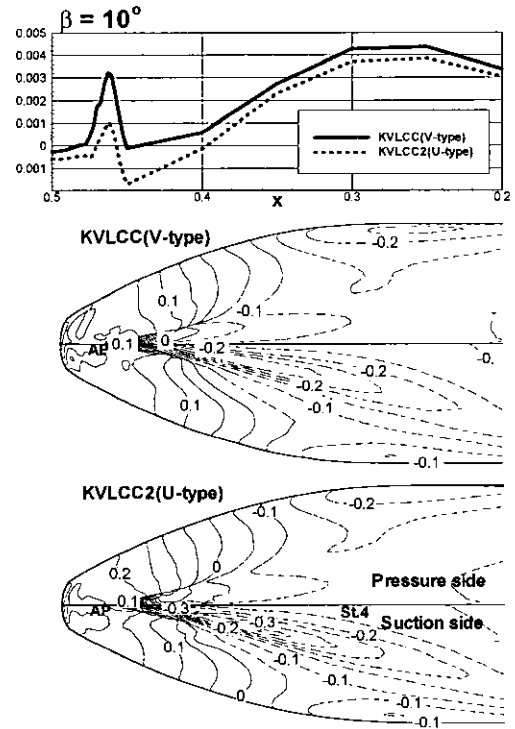 β = 10°
0.005
0.004
0.003
0.002
0.001
0
0.001
KVLCC(V-type)
KVLCC2(U-type)
0.5 0.4 0.3 0.2
X
KVLCC(V-type)
-0.2
0.1
-0.1
AP 0.1 0 -0.2
-0.2
0.1 -0.1
-0.1
KVLCC2(U-type)
-0.2
-0.1
0.2 0
Pressure side
AP 0.1 -0.3 St.4
-0.2 -0.3 Suction side
-0.2
0.1 -0.1
-0.1
0 -0.1